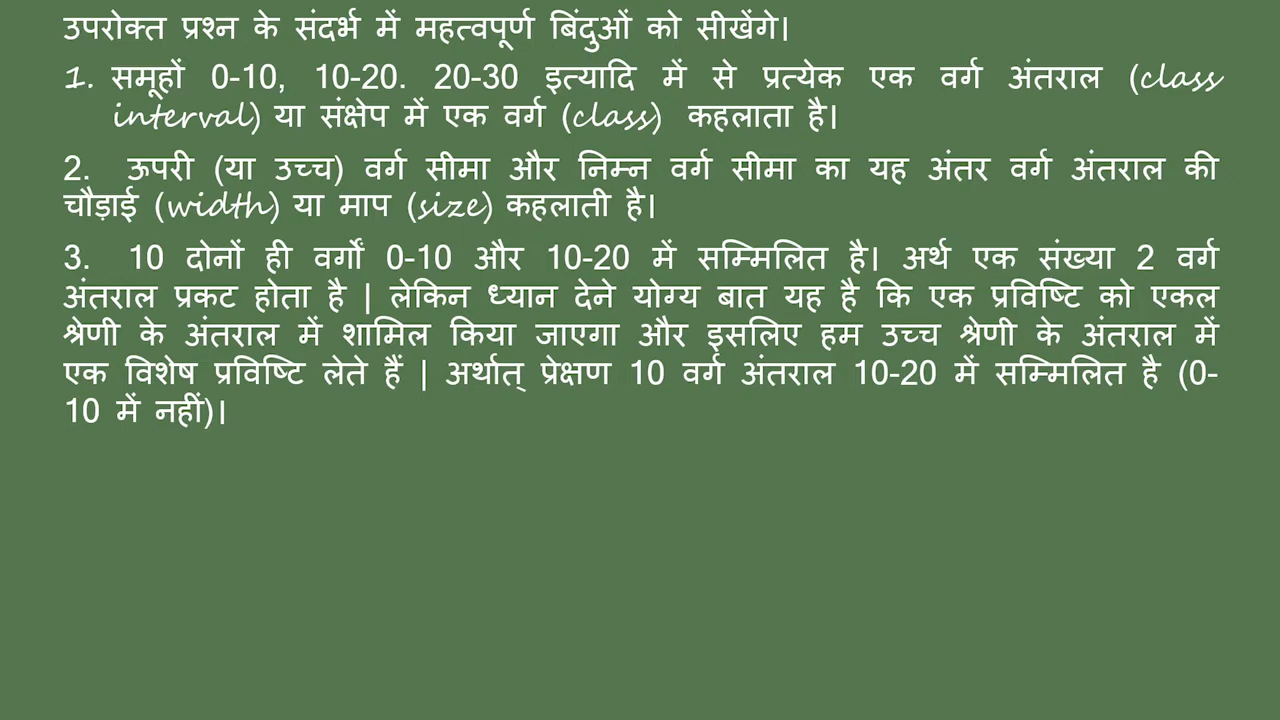 उपरोक्त प्रश्न के संदर्भ में महत्वपूर्ण बिंदुओं को सीखेंगे।
1. समूहों 0-10, 10-20. 20-30 इत्यादि में से प्रत्येक एक वर्ग अंतराल (class
interval) या संक्षेप में एक वर्ग (class) कहलाता है।
2. ऊपरी (या उच्च) वर्ग सीमा और निम्न वर्ग सीमा का यह अंतर वर्ग अंतराल की
चौड़ाई (width) या माप (size) कहलाती है।
3. 10 दोनों ही वर्गों 0-10 और 10-20 में सम्मिलित है। अर्थ एक संख्या 2 वर्ग
अंतराल प्रकट होता है | लेकिन ध्यान देने योग्य बात यह है कि एक प्रविष्टि को एकल
श्रेणी के अंतराल में शामिल किया जाएगा और इसलिए हम उच्च श्रेणी के अंतराल में
एक विशेष प्रविष्टि लेते हैं | अर्थात् प्रेक्षण 10 वर्ग अंतराल 10-20 में सम्मिलित है (0-
10 में नहीं)।